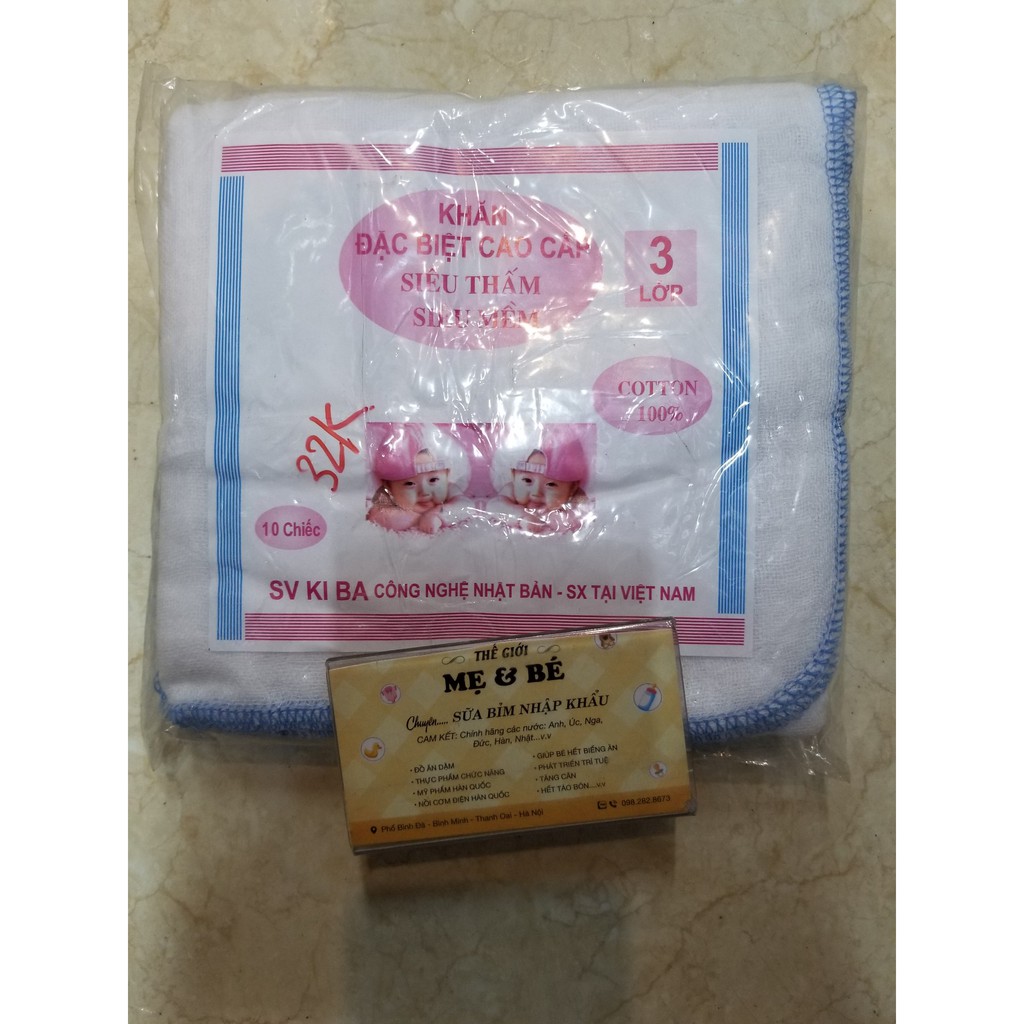 KHĂN
ĐẶC BIỆT CAO CẤP
SIÊU THẤM
SIÊU MỀM
3
LỚP
COTTON
100%
32K
10 Chiếc
SV KI BA CÔNG NGHỆ NHẬT BẢN - SX TẠI VIỆT NAM
THẾ GIỚI
MẸ & BÉ
Chuyên..... SỮA BỈM NHẬP KHẨU
CAM KẾT: Chính hãng các nước: Anh, Úc, Nga,
Đức, Hàn, Nhật...v.v
• ĐỒ ĂN DẶM
• THỰC PHẨM CHỨC NĂNG
• MỸ PHẨM HÀN QUỐC
• NỒI CƠM ĐIỆN HÀN QUỐC
• GIÚP BÉ HẾT BIẾNG ĂN
• PHÁT TRIỂN TRÍ TUỆ
• TĂNG CÂN
• HẾT TÁO BÓN....v.v
098.282.8673
Phố Bình Đà - Bình Minh - Thanh Oai - Hà Nội